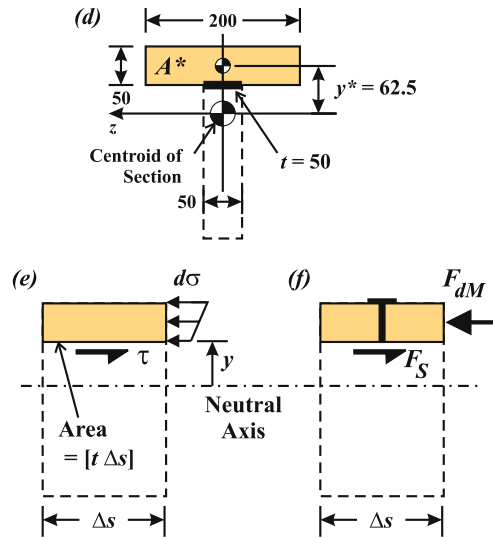 (d)
200
A*
50
y* = 62.5
z
Centroid of
Section
t = 50
50
(e)
dσ
(f)
F_dM
τ
y
F_S
Neutral
Axis
Area
= [t Δs]
Δs
Δs